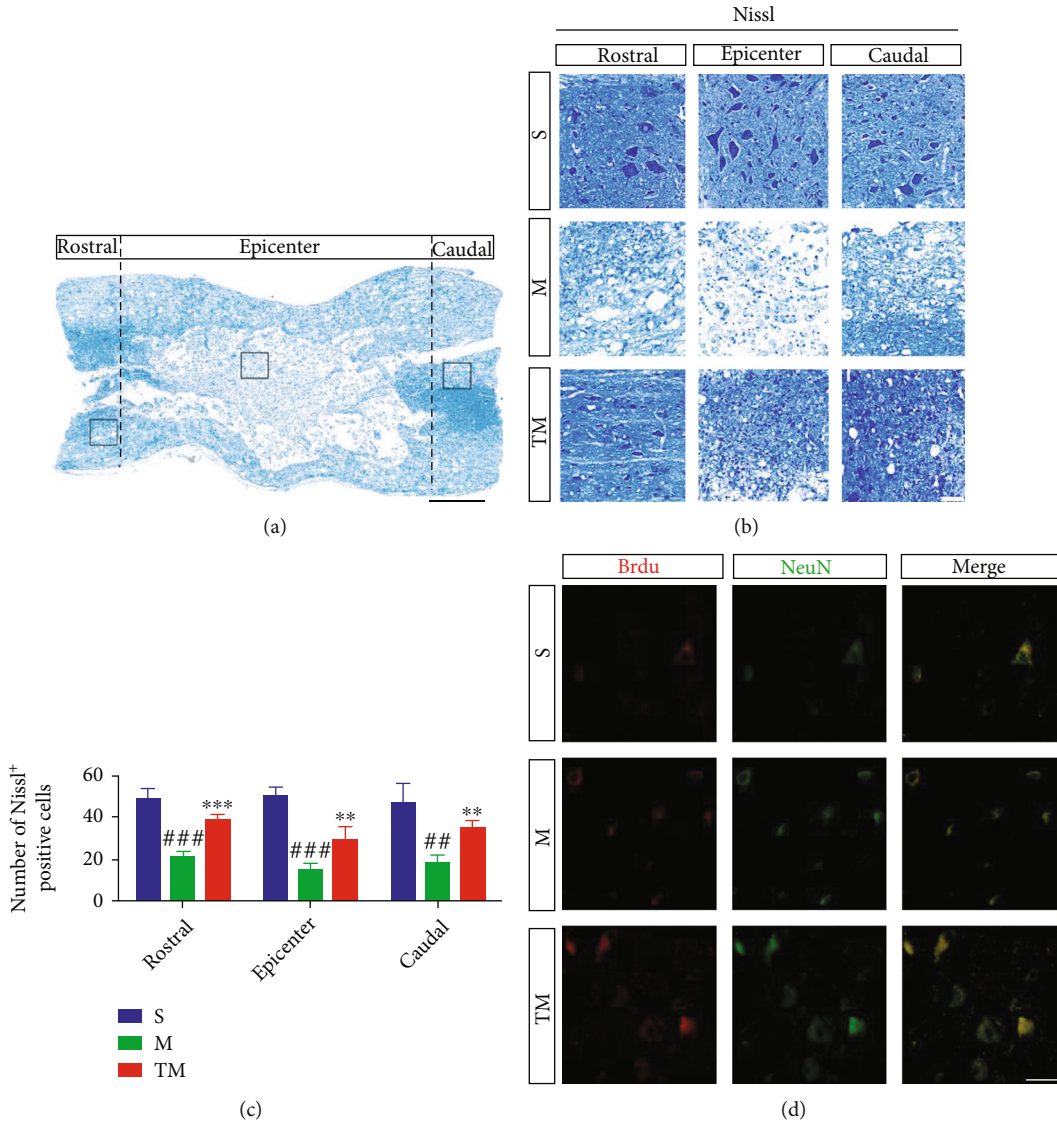 Nissl
Rostral Epicenter Caudal
S
M
TM
Rostral Epicenter Caudal
(a)
(b)
Number of Nissl⁺
positive cells
60
40
20
0
### *** ### ** ## **
Rostral Epicenter Caudal
S
M
TM
(c)
Brdu NeuN Merge
S
M
TM
(d)